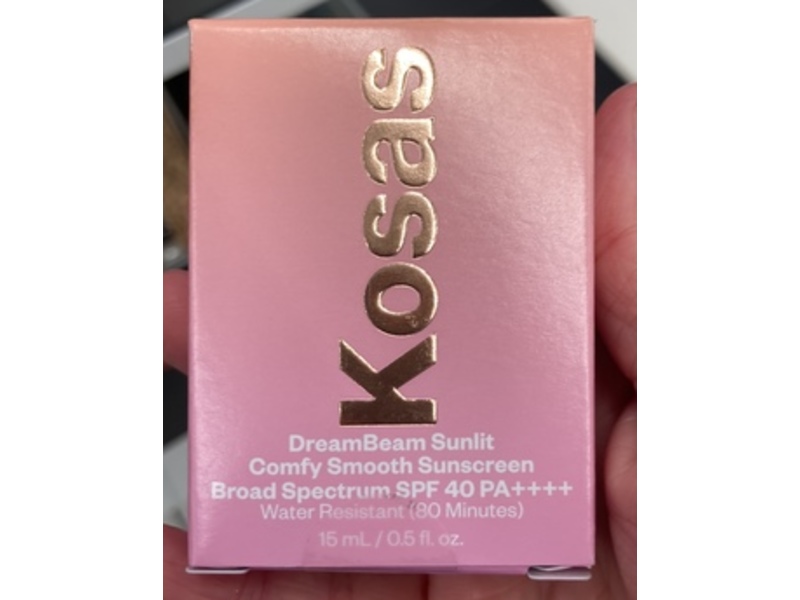 Kosas
DreamBeam Sunlit
Comfy Smooth Sunscreen
Broad Spectrum SPF 40 PA++++
Water Resistant (80 Minutes)
15 mL / 0.5 fl. oz.